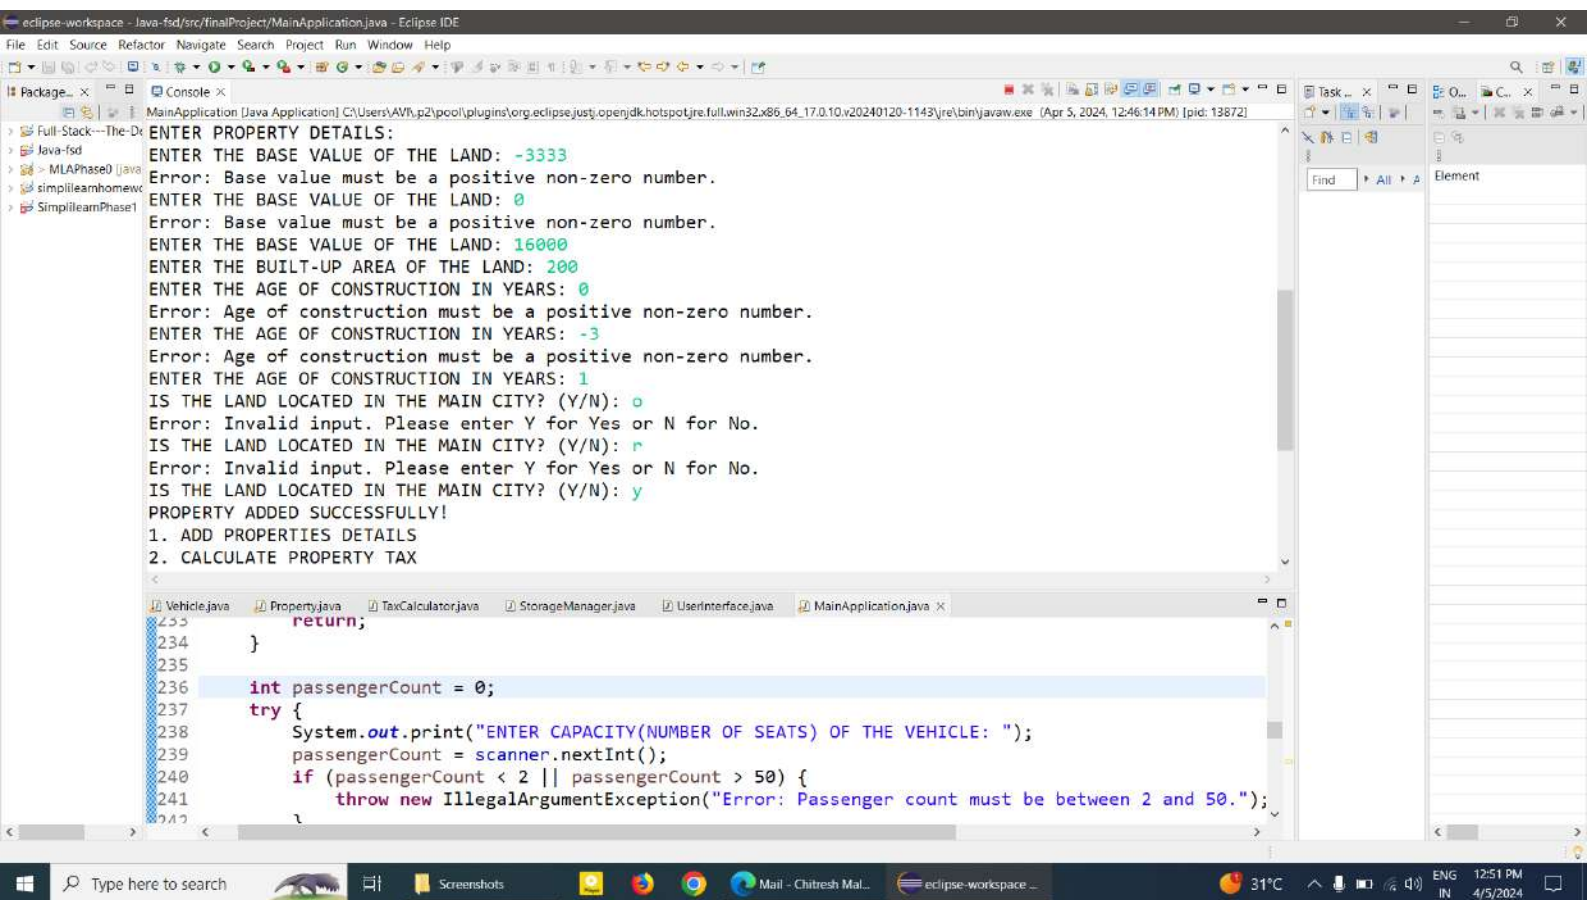 eclipse-workspace - Java-fsd/src/finalProject/MainApplication.java - Eclipse IDE
File Edit Source Refactor Navigate Search Project Run Window Help
Package... Console
MainApplication [Java Application] C:\Users\AVI\.p2\pool\plugins\org.eclipse.justj.openjdk.hotspot.jre.full.win32.x86_64_17.0.10.v20240120-1143\jre\bin\javaw.exe (Apr 5, 2024, 12:46:14 PM) [pid: 13872]
Full-Stack---The-De
Java-fsd
> MLAPhase0 [java
simplilearnhomewo
SimplilearnPhase1
ENTER PROPERTY DETAILS:
ENTER THE BASE VALUE OF THE LAND: -3333
Error: Base value must be a positive non-zero number.
ENTER THE BASE VALUE OF THE LAND: 0
Error: Base value must be a positive non-zero number.
ENTER THE BASE VALUE OF THE LAND: 16000
ENTER THE BUILT-UP AREA OF THE LAND: 200
ENTER THE AGE OF CONSTRUCTION IN YEARS: 0
Error: Age of construction must be a positive non-zero number.
ENTER THE AGE OF CONSTRUCTION IN YEARS: -3
Error: Age of construction must be a positive non-zero number.
ENTER THE AGE OF CONSTRUCTION IN YEARS: 1
IS THE LAND LOCATED IN THE MAIN CITY? (Y/N): o
Error: Invalid input. Please enter Y for Yes or N for No.
IS THE LAND LOCATED IN THE MAIN CITY? (Y/N): r
Error: Invalid input. Please enter Y for Yes or N for No.
IS THE LAND LOCATED IN THE MAIN CITY? (Y/N): y
PROPERTY ADDED SUCCESSFULLY!
1. ADD PROPERTIES DETAILS
2. CALCULATE PROPERTY TAX
Task ... O... C...
Find All A
Element
Vehicle.java Property.java TaxCalculator.java StorageManager.java UserInterface.java MainApplication.java
233 return;
234 }
235
236 int passengerCount = 0;
237 try {
238 System.out.print("ENTER CAPACITY(NUMBER OF SEATS) OF THE VEHICLE: ");
239 passengerCount = scanner.nextInt();
240 if (passengerCount < 2 || passengerCount > 50) {
241 throw new IllegalArgumentException("Error: Passenger count must be between 2 and 50.");
242 }
Type here to search Screenshots Mail - Chitresh Mal... eclipse-workspace ... 31°C ENG 12:51 PM
IN 4/5/2024